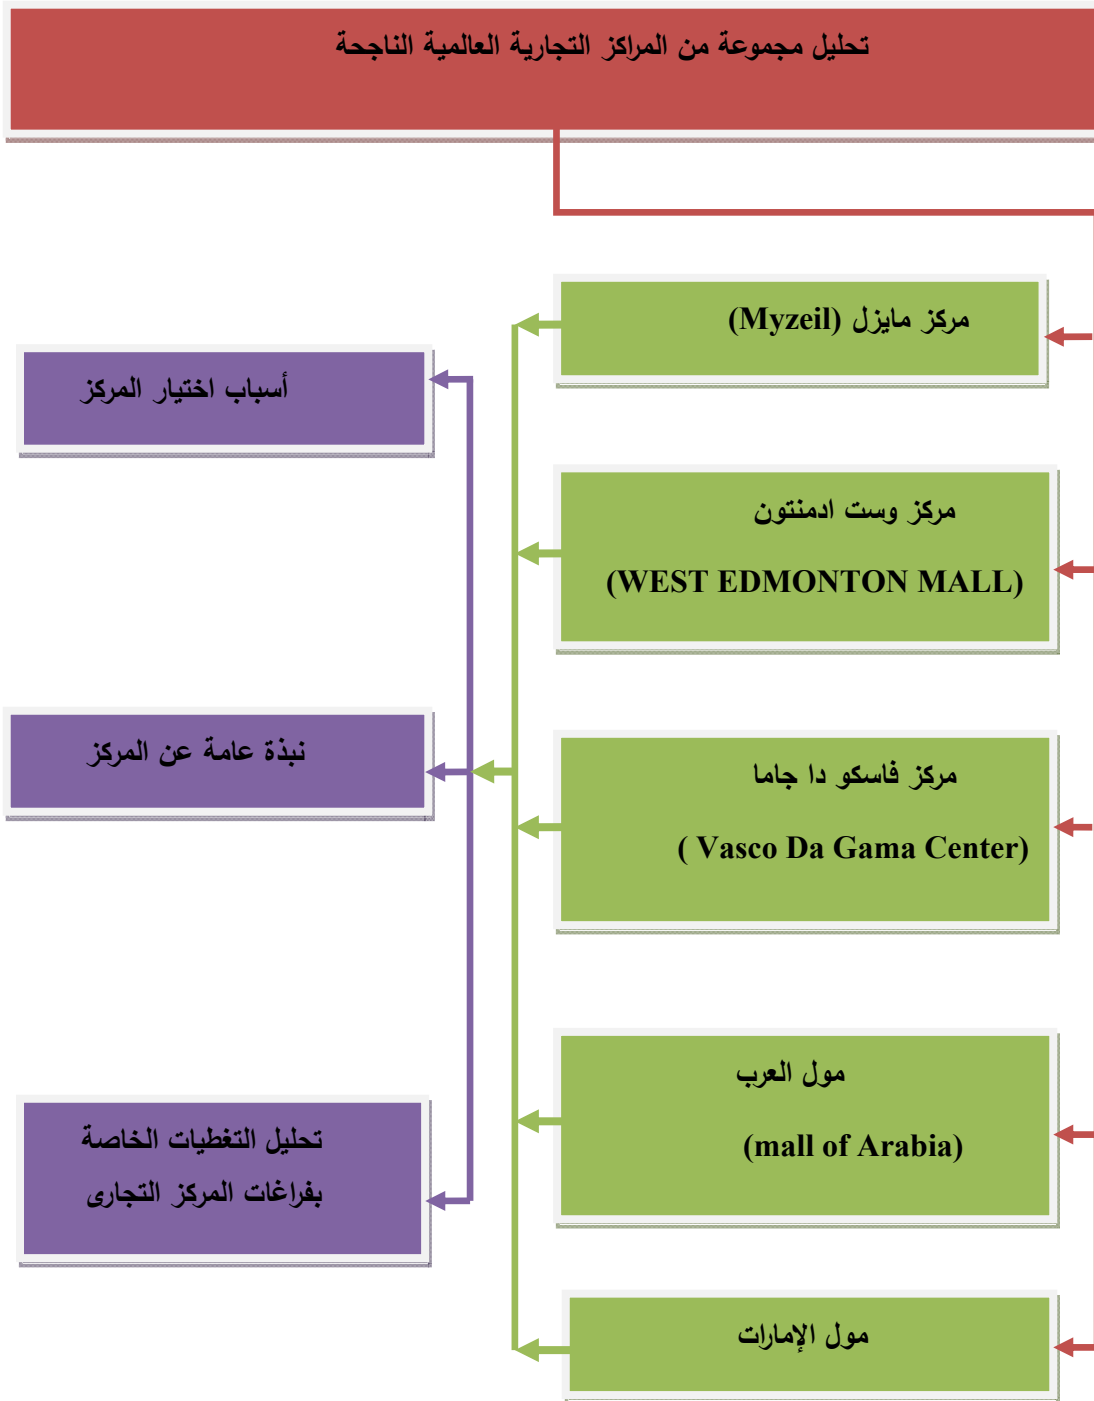 تحليل مجموعة من المراكز التجارية العالمية الناجحة
مركز مايزل (Myzeil)
مركز وست ادمنتون
(WEST EDMONTON MALL)
مركز فاسكو دا جاما
( Vasco Da Gama Center)
مول العرب
(mall of Arabia)
مول الإمارات
أسباب اختيار المركز
نبذة عامة عن المركز
تحليل التغطيات الخاصة
بفراغات المركز التجارى